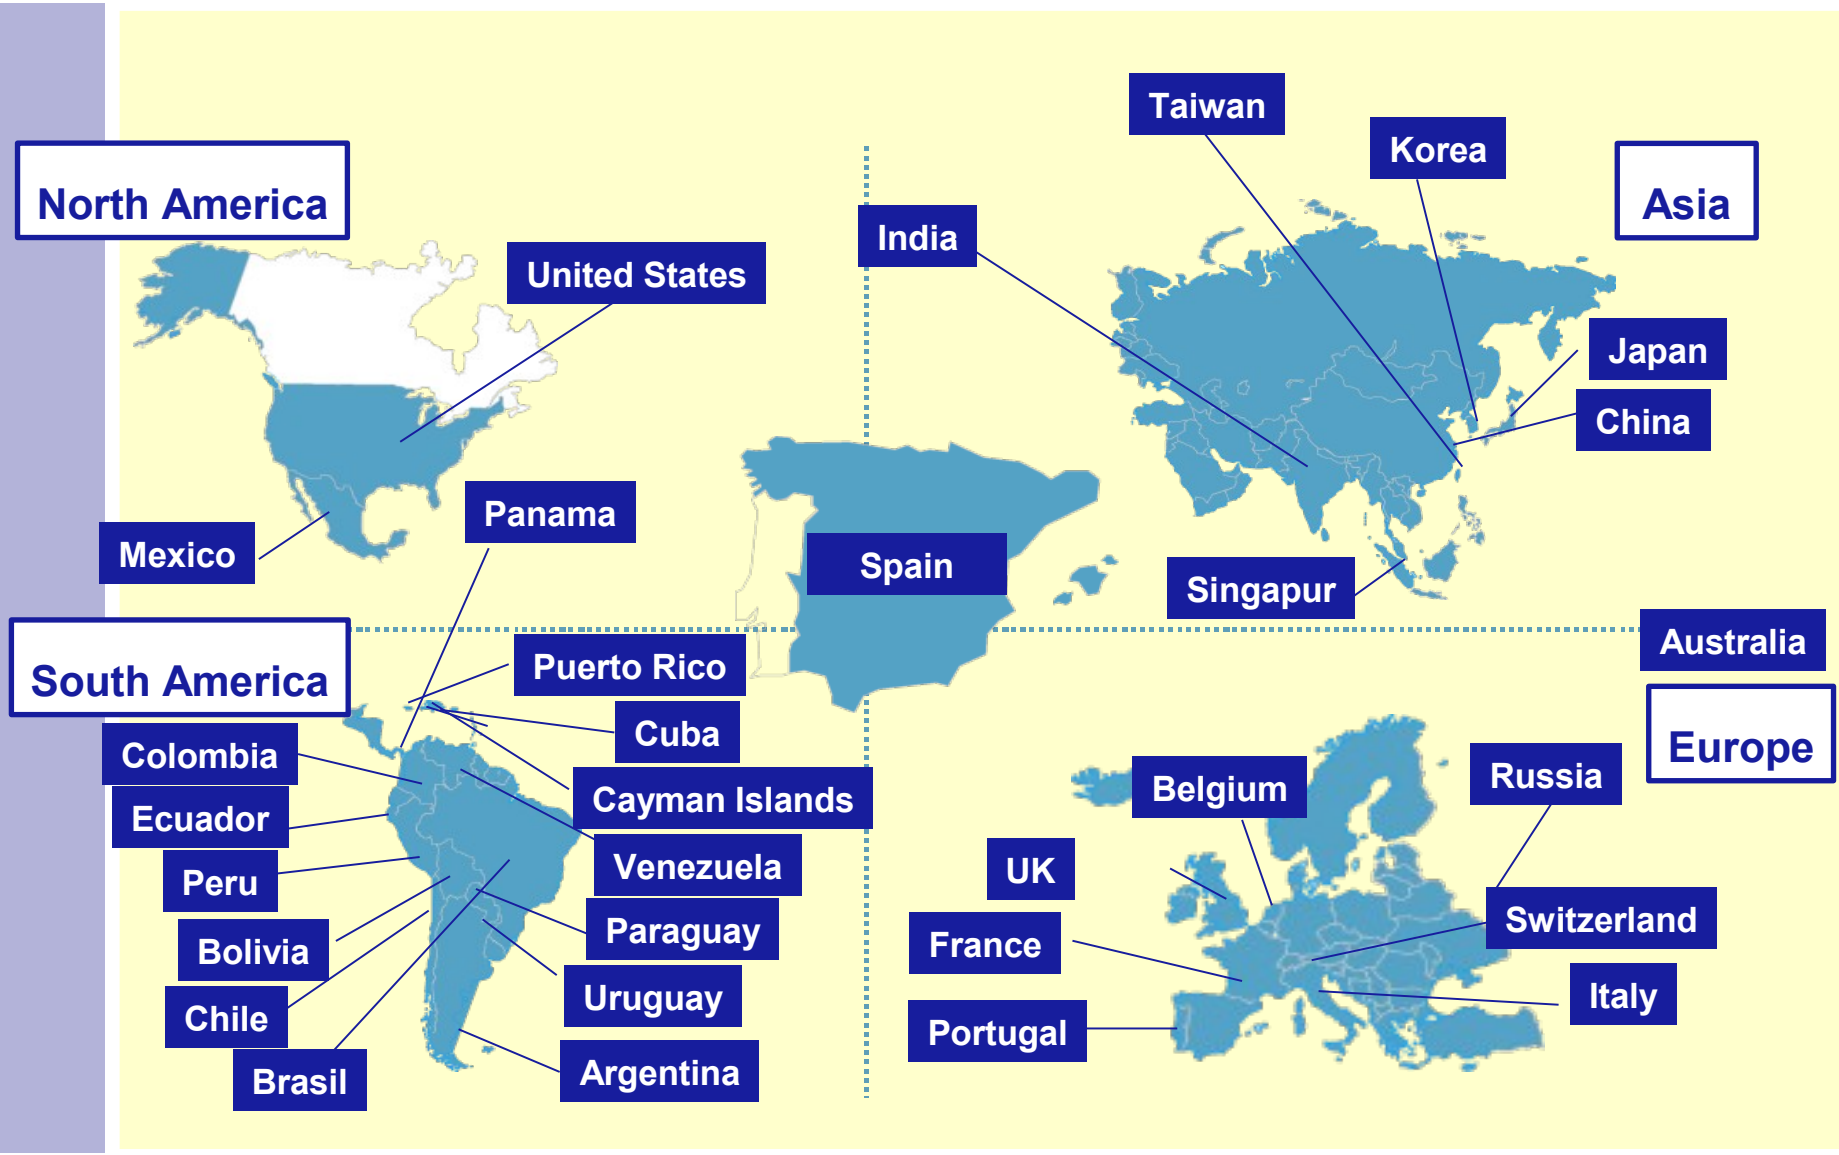 North America
United States
Mexico
Panama
Taiwan
Korea
Asia
India
Japan
China
Singapur
Spain
Australia
South America
Puerto Rico
Cuba
Colombia
Cayman Islands
Ecuador
Venezuela
Peru
Paraguay
Bolivia
Uruguay
Chile
Argentina
Brasil
Europe
Belgium
Russia
UK
Switzerland
France
Italy
Portugal